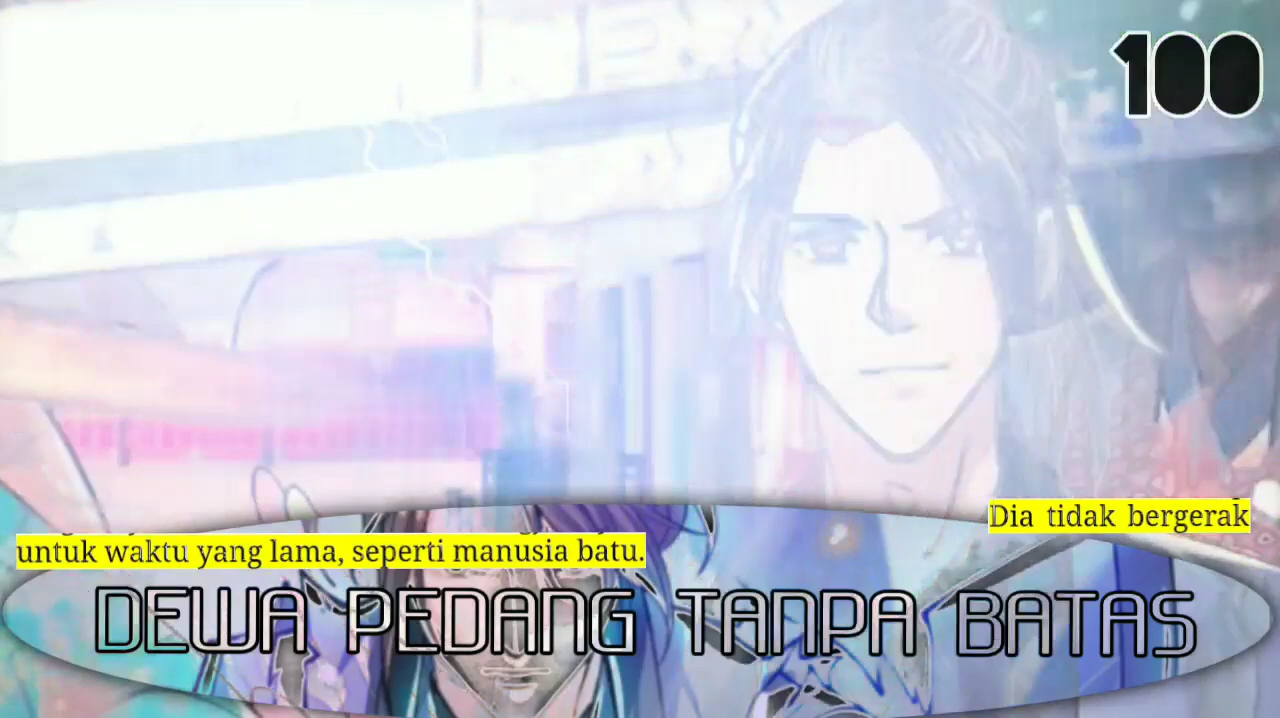 100
Dia tidak bergerak
untuk waktu yang lama, seperti manusia batu.
DEWA PEDANG TANPA BATAS